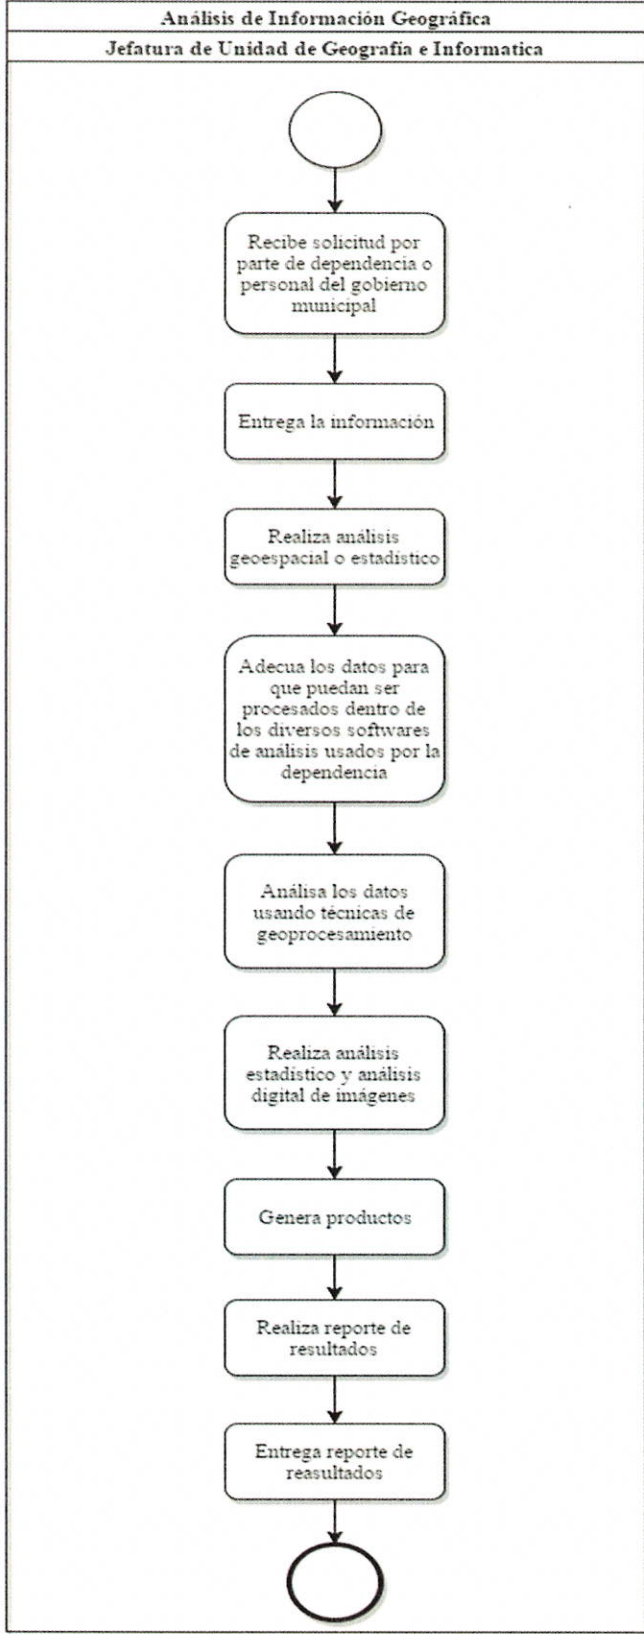 Análisis de Información Geográfica
Jefatura de Unidad de Geografía e Informatica
Recibe solicitud por
parte de dependencia o
personal del gobierno
municipal
Entrega la información
Realiza análisis
geoespacial o estadístico
Adecua los datos para
que puedan ser
procesados dentro de
los diversos softwares
de análisis usados por la
dependencia
Análisa los datos
usando técnicas de
geoprocesamiento
Realiza análisis
estadístico y análisis
digital de imágenes
Genera productos
Realiza reporte de
resultados
Entrega reporte de
reasultados